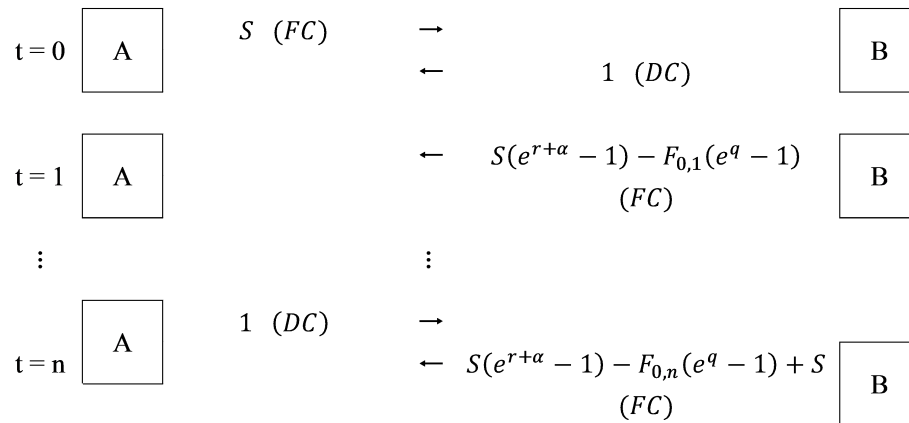 t = 0 A S (FC) → B
← 1 (DC)
t = 1 A ← S(e^{r+α} − 1) − F_{0,1}(e^q − 1) B
(FC)
⋮ ⋮
t = n A 1 (DC) →
← S(e^{r+α} − 1) − F_{0,n}(e^q − 1) + S B
(FC)